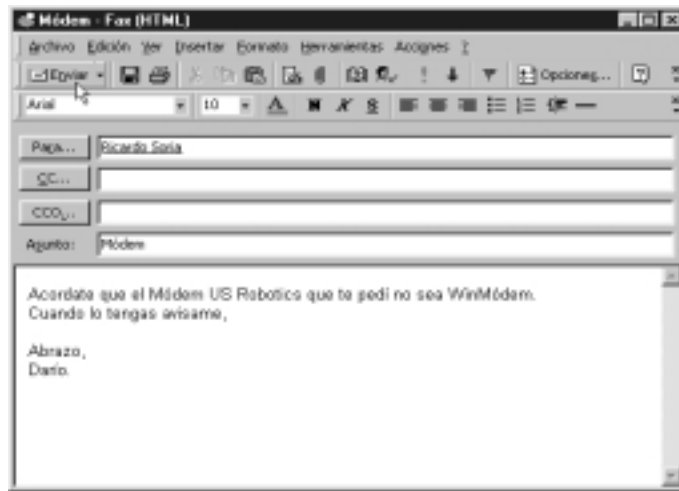 Módem - Fax (HTML)
Archivo Edición Ver Insertar Formato Herramientas Acciones ?
Enviar Opciones...
Arial 10 N K S
Para... Ricardo Soria
CC...
CCO...
Asunto: Módem
Acordate que el Módem US Robotics que te pedí no sea WinMódem.
Cuando lo tengas avisame,
Abrazo,
Darío.